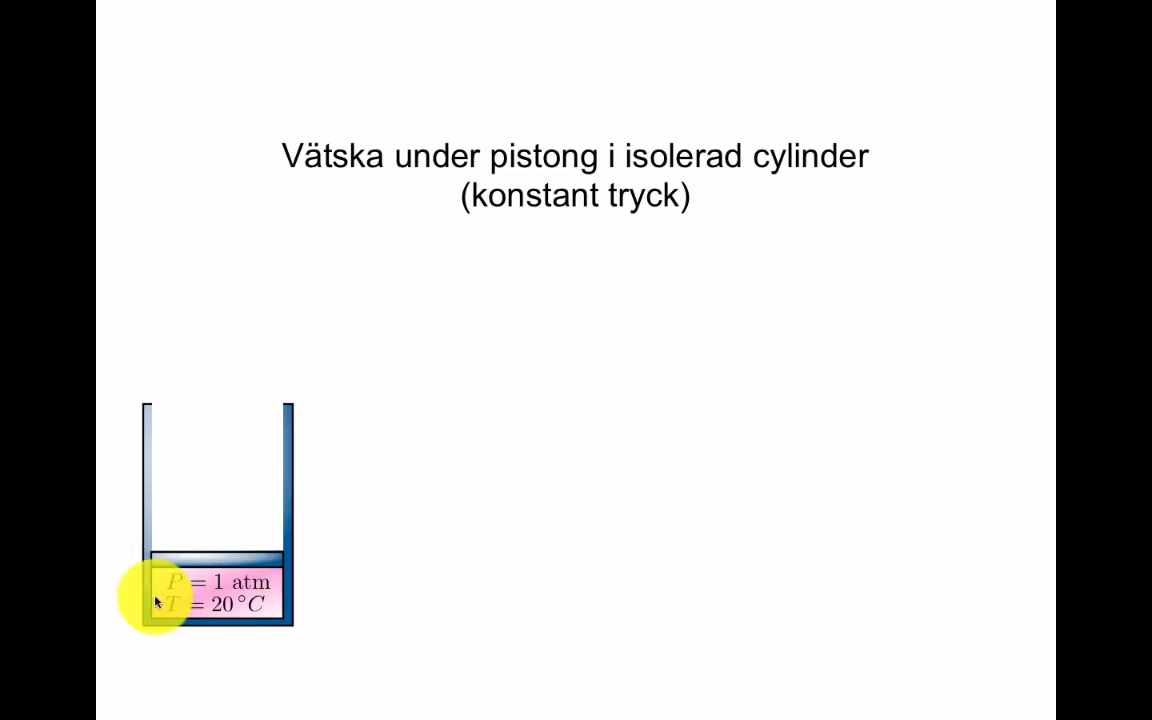 Vätska under pistong i isolerad cylinder
(konstant tryck)
P = 1 atm
T = 20 °C